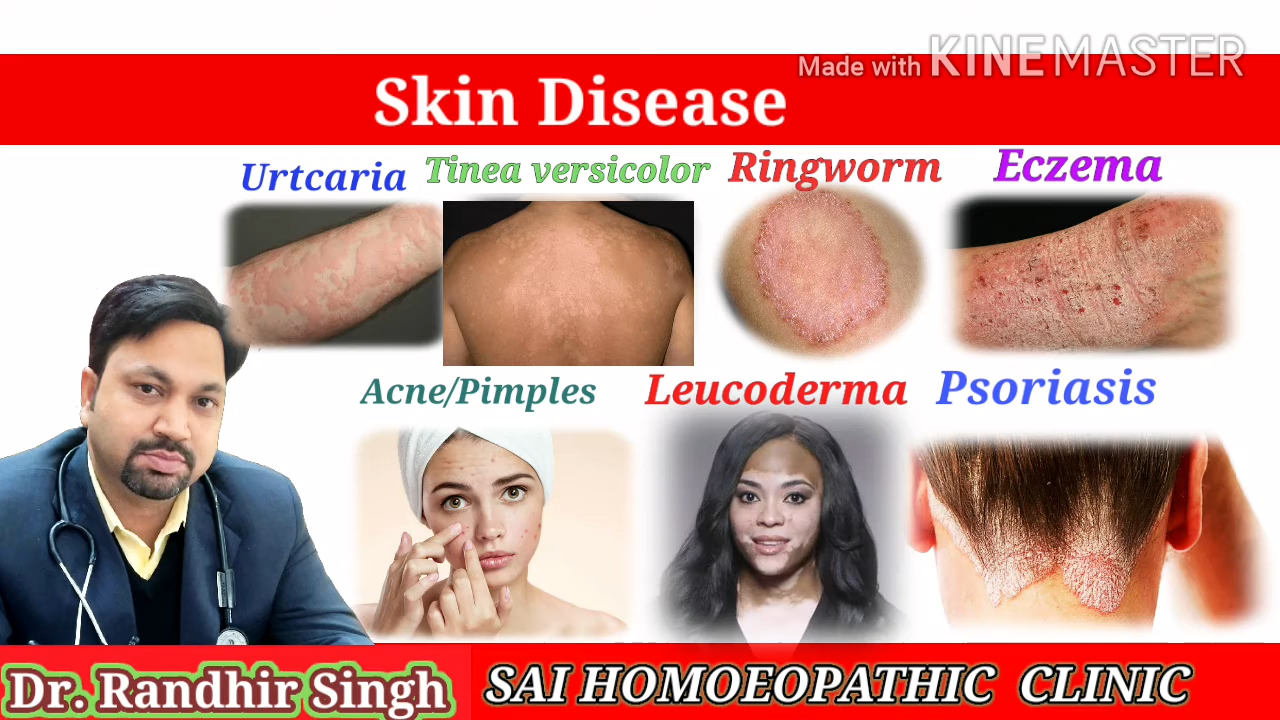 Made with KINEMASTER
Skin Disease
Urtcaria Tinea versicolor Ringworm Eczema
Acne/Pimples Leucoderma Psoriasis
Dr. Randhir Singh SAI HOMOEOPATHIC CLINIC